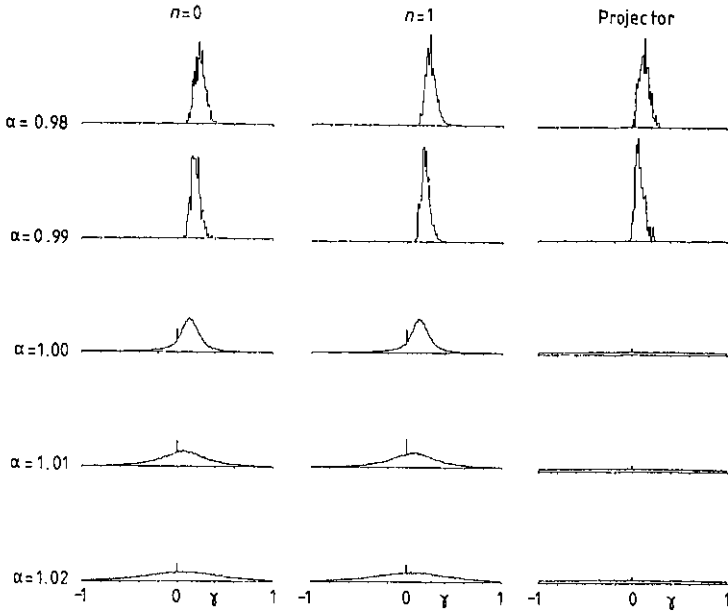 n=0 n=1 Projector
α=0.98
α=0.99
α=1.00
α=1.01
α=1.02
-1 0 γ 1 -1 0 γ 1 -1 0 γ 1